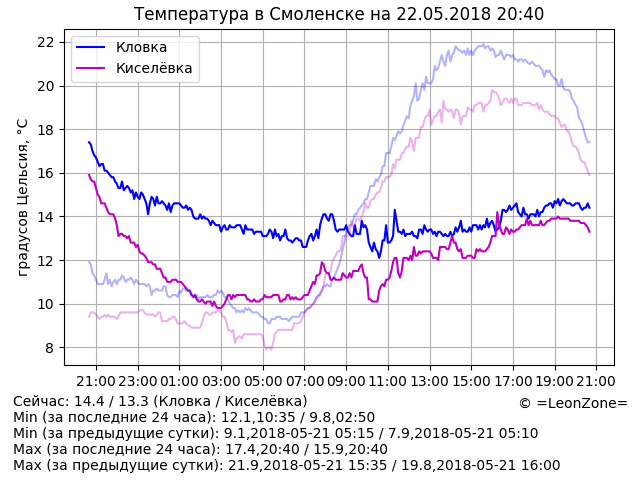 Температура в Смоленске на 22.05.2018 20:40
Кловка
Киселёвка
градусов Цельсия, °C
22
20
18
16
14
12
10
8
21:00 23:00 01:00 03:00 05:00 07:00 09:00 11:00 13:00 15:00 17:00 19:00 21:00
Сейчас: 14.4 / 13.3 (Кловка / Киселёвка)
© =LeonZone=
Min (за последние 24 часа): 12.1,10:35 / 9.8,02:50
Min (за предыдущие сутки): 9.1,2018-05-21 05:15 / 7.9,2018-05-21 05:10
Max (за последние 24 часа): 17.4,20:40 / 15.9,20:40
Max (за предыдущие сутки): 21.9,2018-05-21 15:35 / 19.8,2018-05-21 16:00